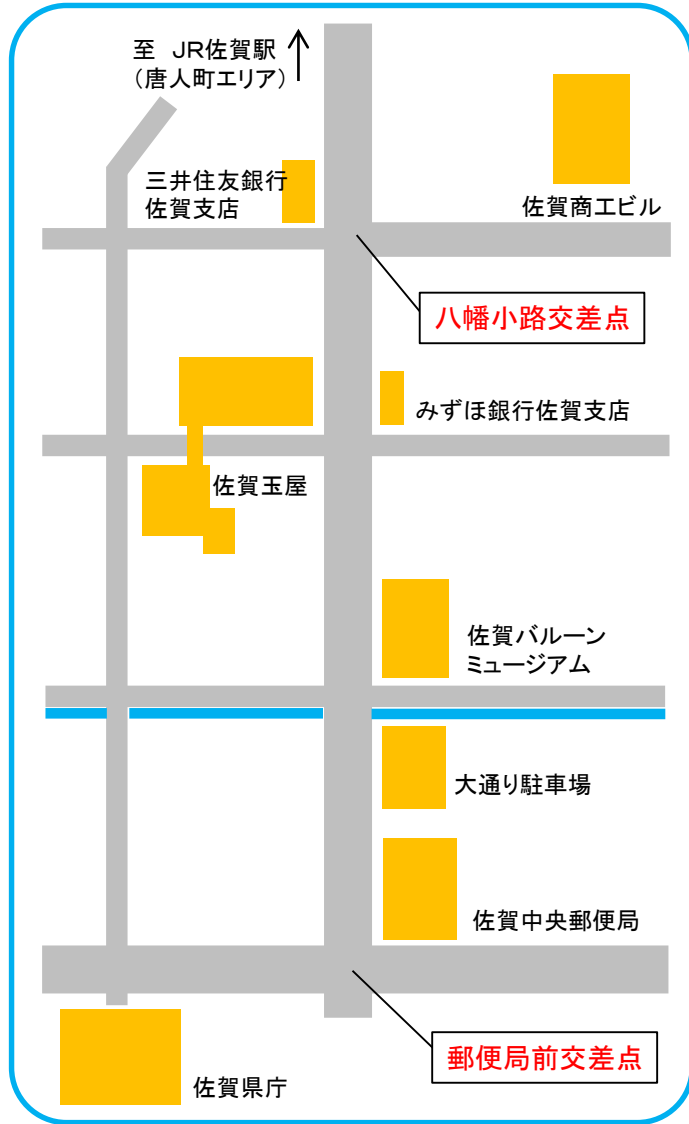 至 JR佐賀駅
(唐人町エリア)
三井住友銀行
佐賀支店
佐賀商工ビル
八幡小路交差点
みずほ銀行佐賀支店
佐賀玉屋
佐賀バルーン
ミュージアム
大通り駐車場
佐賀中央郵便局
郵便局前交差点
佐賀県庁